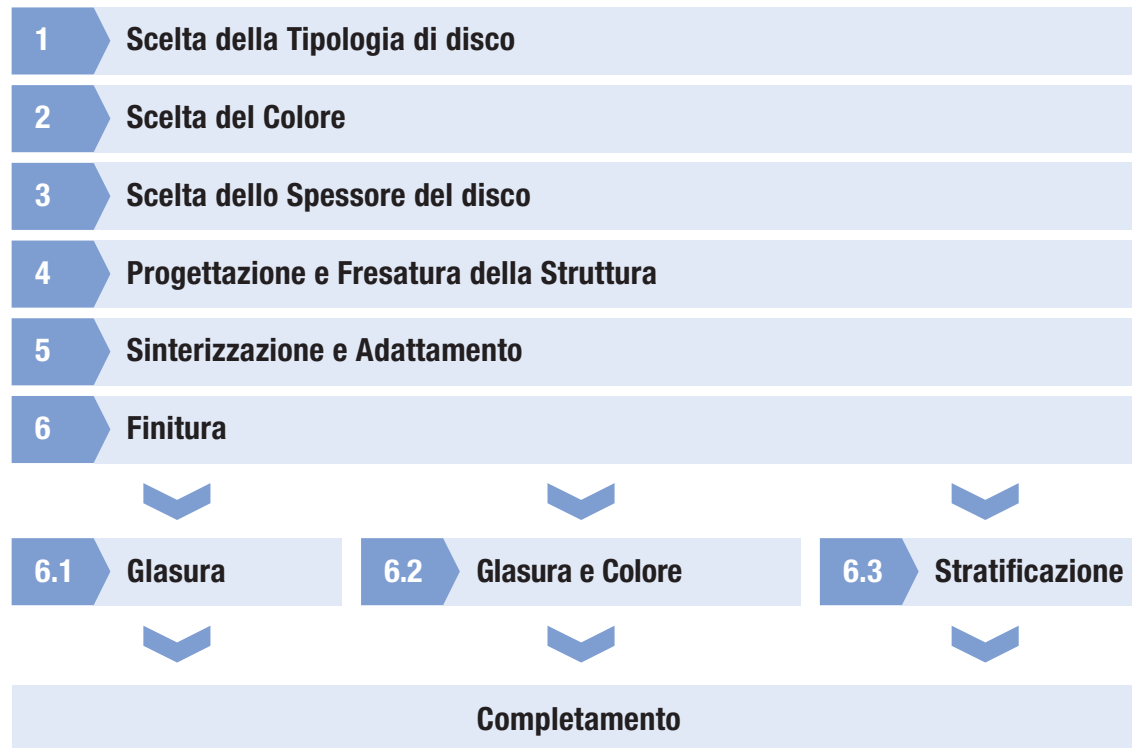 1 Scelta della Tipologia di disco
2 Scelta del Colore
3 Scelta dello Spessore del disco
4 Progettazione e Fresatura della Struttura
5 Sinterizzazione e Adattamento
6 Finitura
6.1 Glasura
6.2 Glasura e Colore
6.3 Stratificazione
Completamento